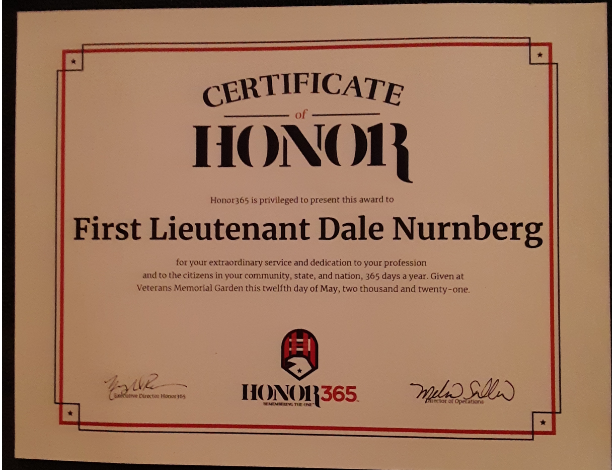 CERTIFICATE
of
HONOR
Honor365 is privileged to present this award to
First Lieutenant Dale Nurnberg
for your extraordinary service and dedication to your profession
and to the citizens in your community, state, and nation, 365 days a year. Given at
Veterans Memorial Garden this twelfth day of May, two thousand and twenty-one.
HONOR365
REMEMBERING THE ONE
Executive Director Honor365
Director of Operations